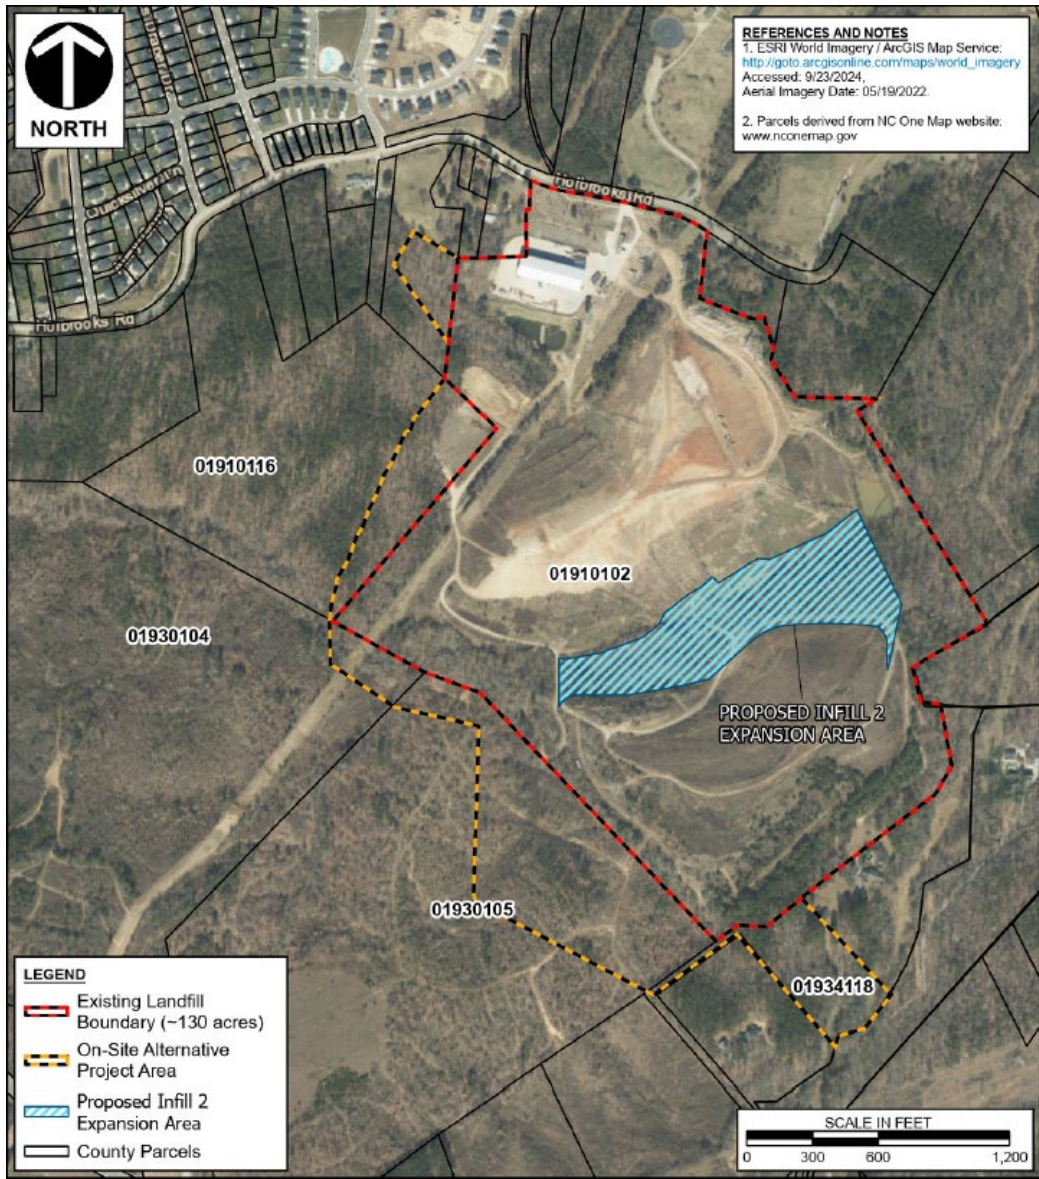 NORTH
REFERENCES AND NOTES
1. ESRI World Imagery / ArcGIS Map Service:
http://goto.arcgisonline.com/maps/world_imagery
Accessed: 9/23/2024,
Aerial Imagery Date: 05/19/2022.
2. Parcels derived from NC One Map website:
www.nconemap.gov
Quicksilver Ln
Holbrooks Rd
Holbrooks Rd
01910116
01910102
01930104
PROPOSED INFILL 2
EXPANSION AREA
01930105
01934118
LEGEND
Existing Landfill
Boundary (~130 acres)
On-Site Alternative
Project Area
Proposed Infill 2
Expansion Area
County Parcels
SCALE IN FEET
0 300 600 1,200